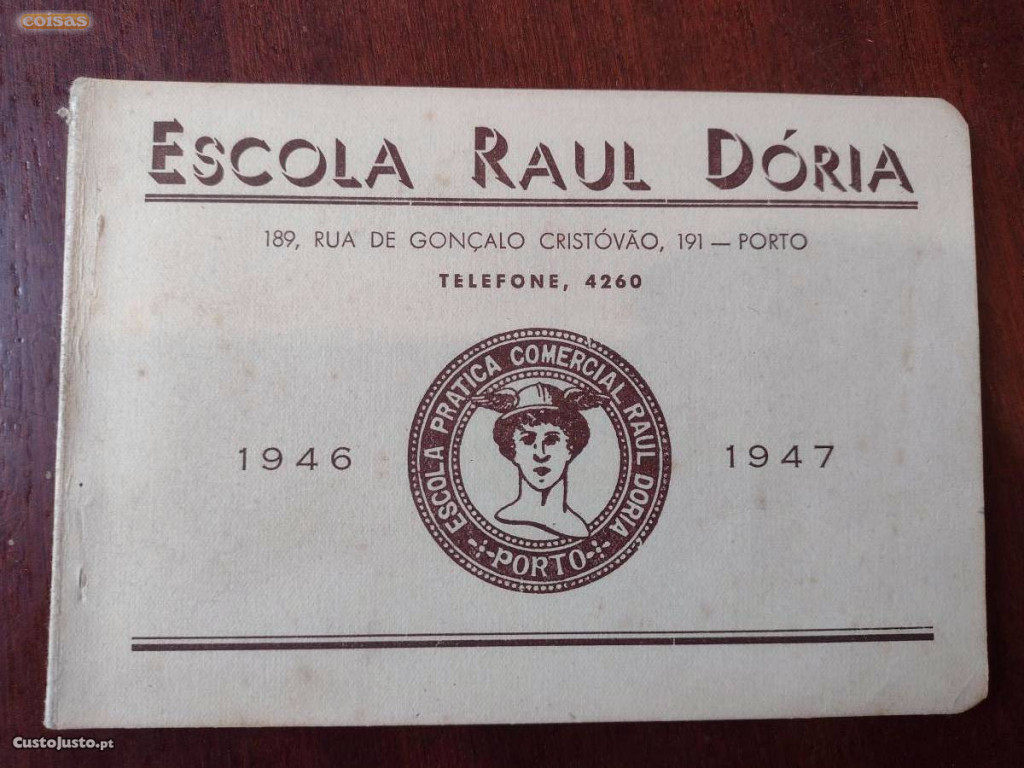 coisas
ESCOLA RAUL DÓRIA
189, RUA DE GONÇALO CRISTÓVÃO, 191 — PORTO
TELEFONE, 4260
ESCOLA PRATICA COMERCIAL RAUL DORIA
1946 1947
PORTO
CustoJusto.pt